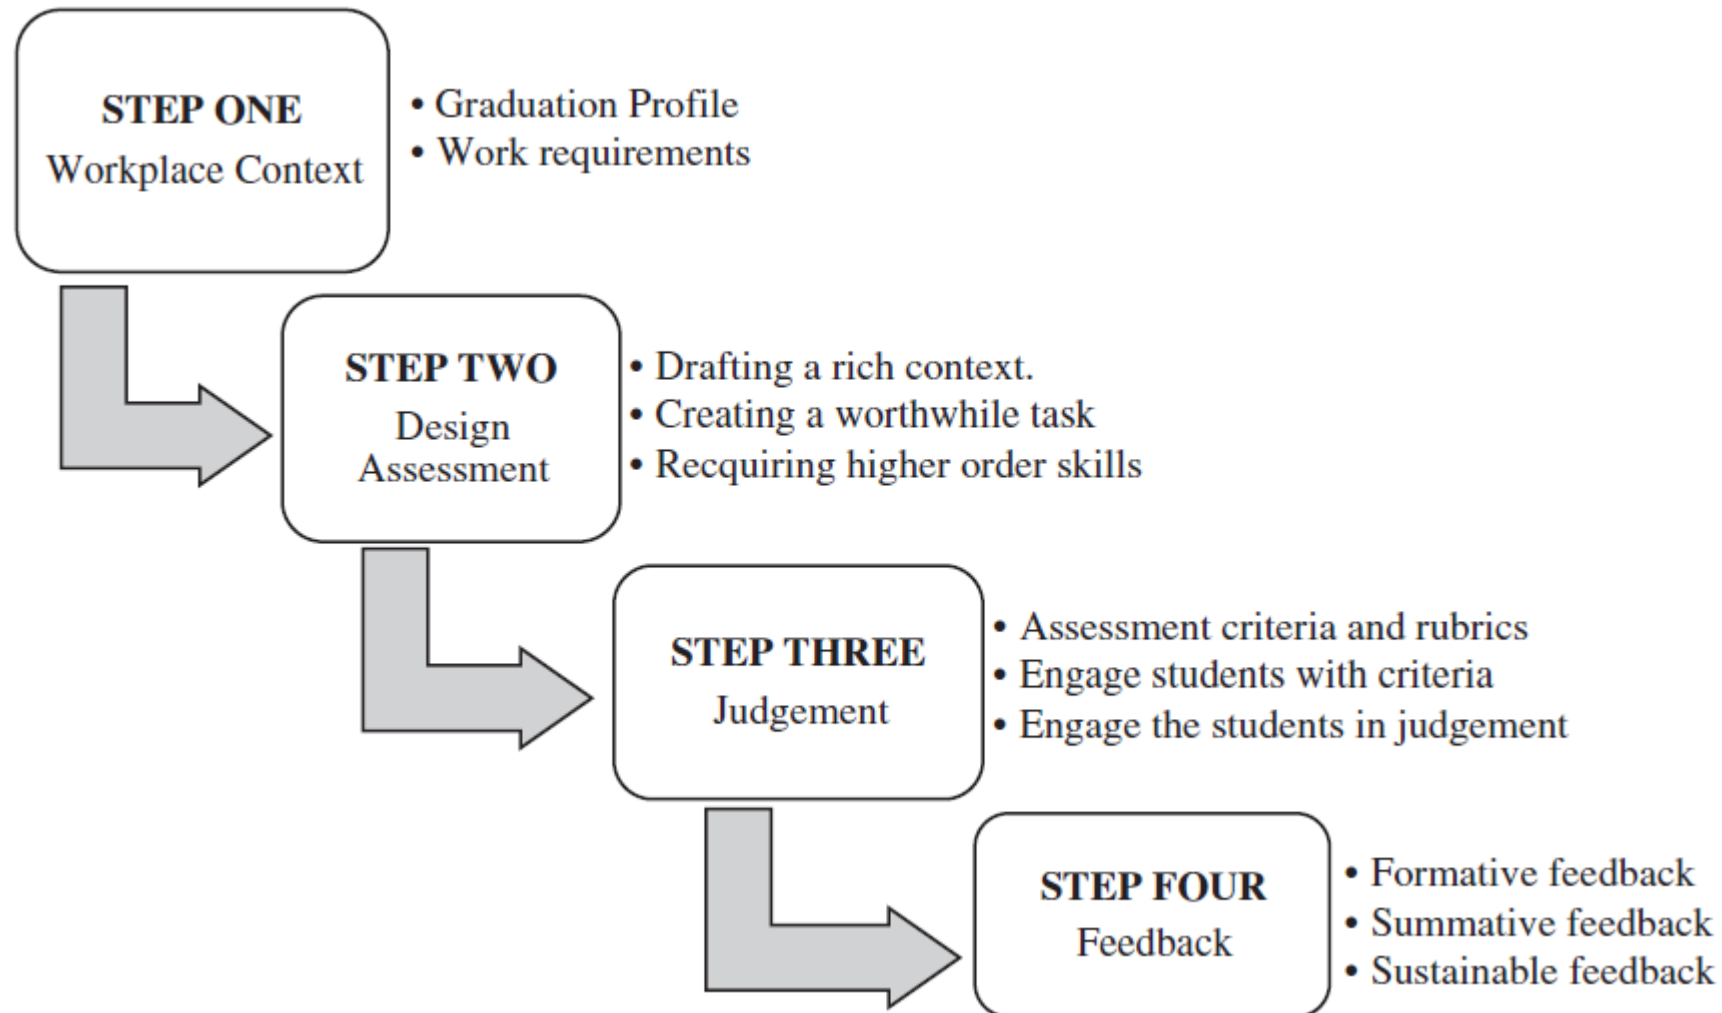 STEP ONE
Workplace Context
• Graduation Profile
• Work requirements
STEP TWO
Design
Assessment
• Drafting a rich context.
• Creating a worthwhile task
• Recquiring higher order skills
STEP THREE
Judgement
• Assessment criteria and rubrics
• Engage students with criteria
• Engage the students in judgement
STEP FOUR
Feedback
• Formative feedback
• Summative feedback
• Sustainable feedback